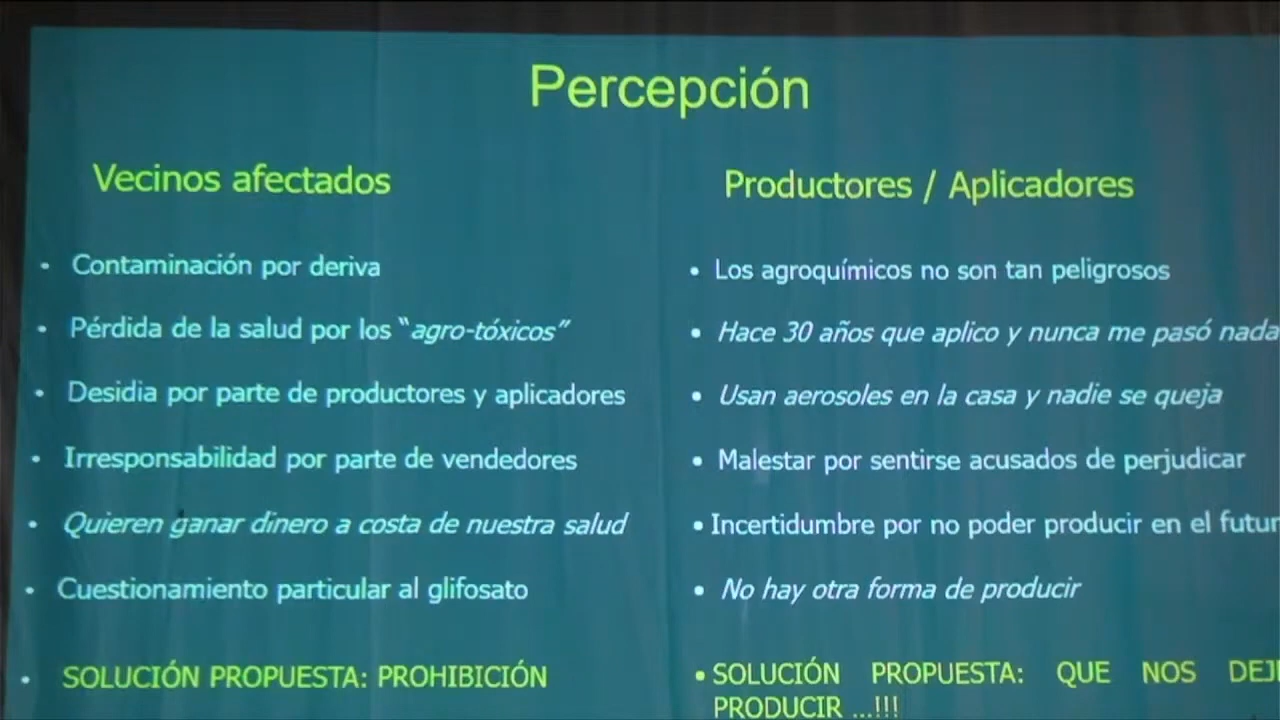 Percepción
Vecinos afectados
• Contaminación por deriva
• Pérdida de la salud por los “agro-tóxicos”
• Desidia por parte de productores y aplicadores
• Irresponsabilidad por parte de vendedores
• Quieren ganar dinero a costa de nuestra salud
• Cuestionamiento particular al glifosato
• SOLUCIÓN PROPUESTA: PROHIBICIÓN
Productores / Aplicadores
• Los agroquímicos no son tan peligrosos
• Hace 30 años que aplico y nunca me pasó nada
• Usan aerosoles en la casa y nadie se queja
• Malestar por sentirse acusados de perjudicar
• Incertidumbre por no poder producir en el
• No hay otra forma de producir
• SOLUCIÓN PROPUESTA: QUE NOS
PRODUCIR ...!!!